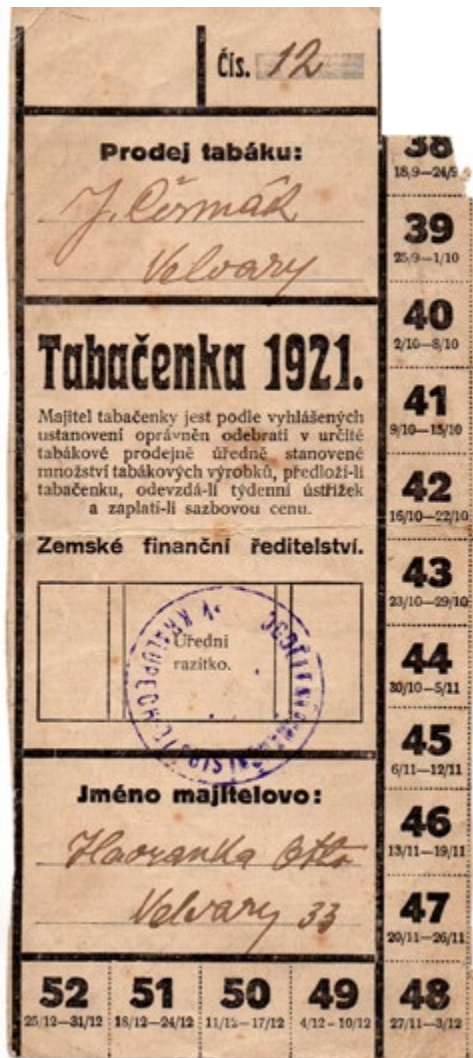 Čís. 12
Prodej tabáku:
J. Čermák
Velvary
Tabačenka 1921.
Majitel tabačenky jest podle vyhlášených
ustanovení oprávněn odebrati v určité
tabákové prodejně úředně stanovené
množství tabákových výrobků, předloží-li
tabačenku, odevzdá-li týdenní ústřižek
a zaplatí-li sazbovou cenu.
Zemské finanční ředitelství.
Úřední
razítko.
V KRALUPECH
Jméno majitelovo:
Havranka Otto
Velvary 33
38
18/9—24/9
39
25/9—1/10
40
2/10—8/10
41
9/10—15/10
42
16/10—22/10
43
23/10—29/10
44
30/10—5/11
45
6/11—12/11
46
13/11—19/11
47
20/11—26/11
48
27/11—3/12
52
25/12—31/12
51
18/12—24/12
50
11/12—17/12
49
4/12-10/12